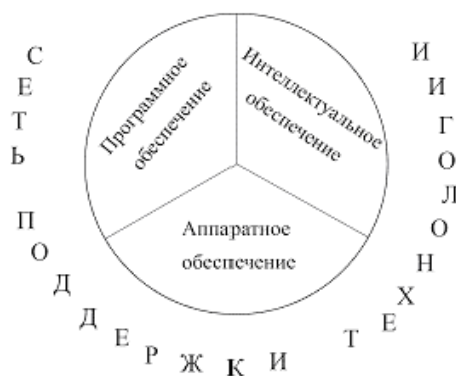 Программное
обеспечение
Интеллектуальное
обеспечение
Аппаратное
обеспечение
СЕТЬ ПОДДЕРЖКИ ТЕХНОЛОГИИ